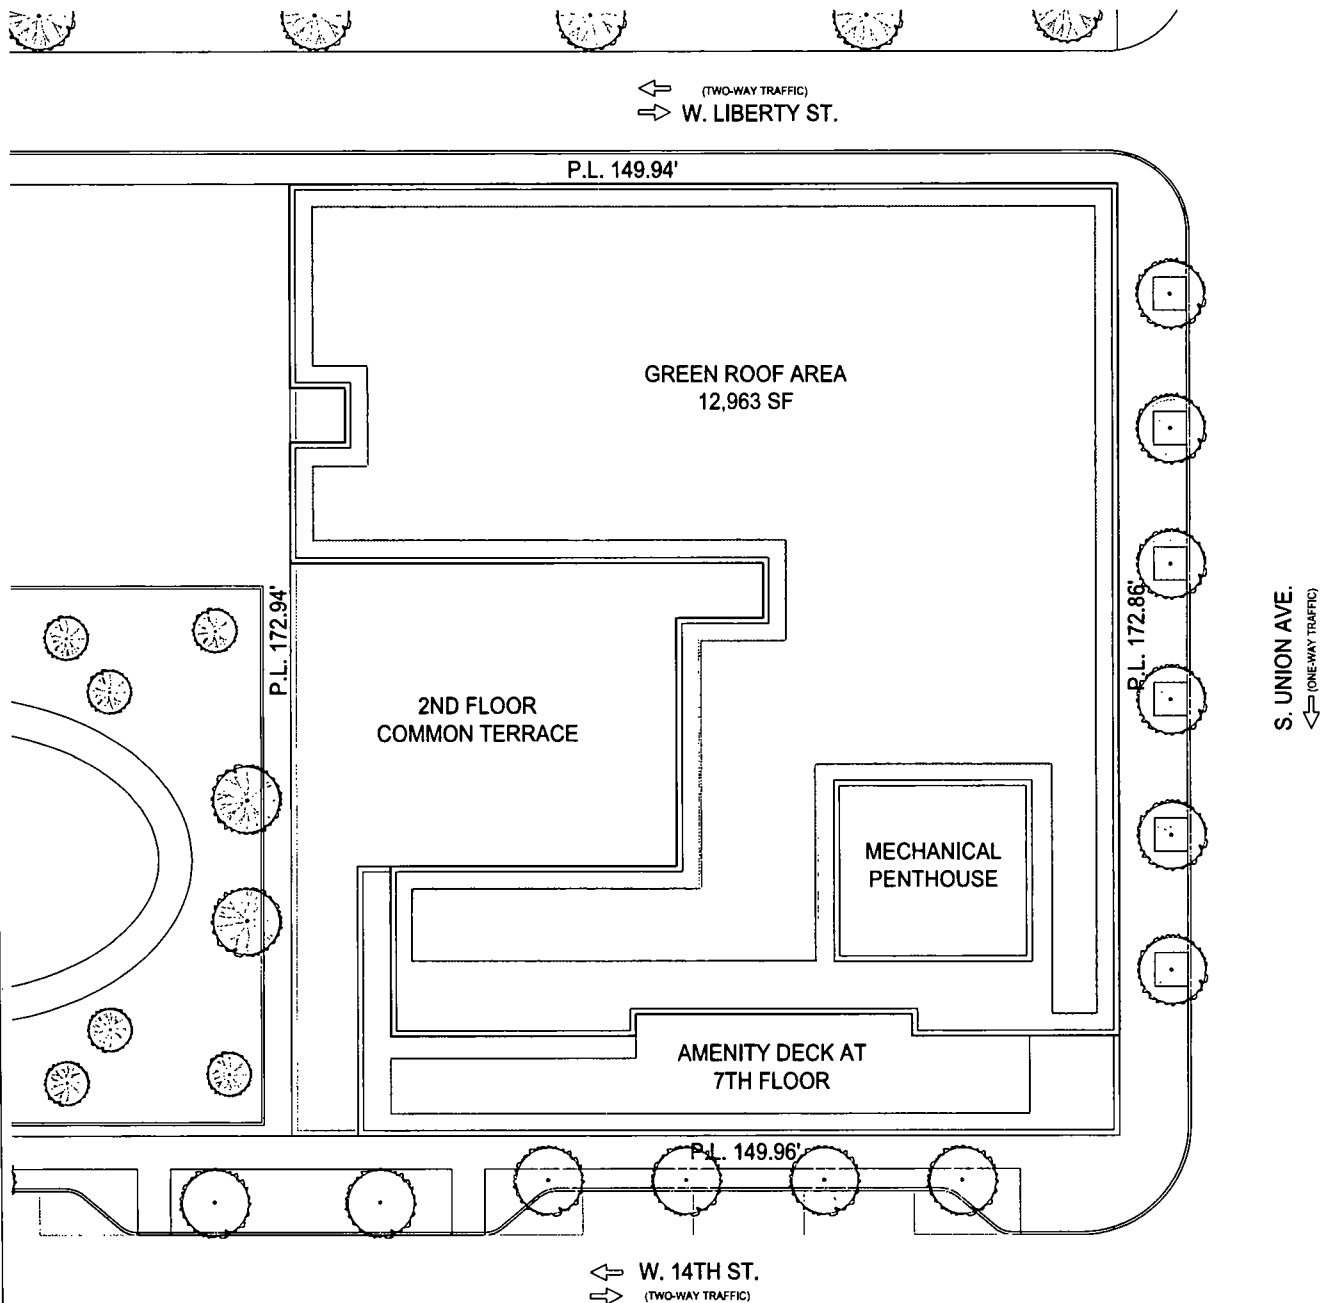 (TWO-WAY TRAFFIC)
W. LIBERTY ST.
P.L. 149.94'
GREEN ROOF AREA
12,963 SF
P.L. 172.94'
P.L. 172.86'
S. UNION AVE.
(ONE-WAY TRAFFIC)
2ND FLOOR
COMMON TERRACE
MECHANICAL
PENTHOUSE
AMENITY DECK AT
7TH FLOOR
P.L. 149.96'
W. 14TH ST.
(TWO-WAY TRAFFIC)